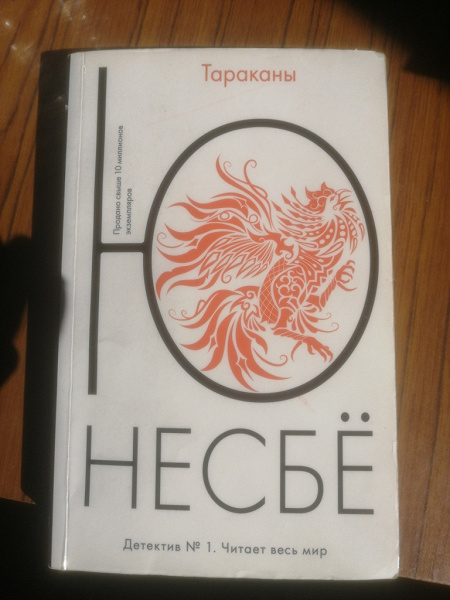 Тараканы
Продано свыше 10 миллионов
экземпляров
Ю
НЕСБЁ
Детектив № 1. Читает весь мир